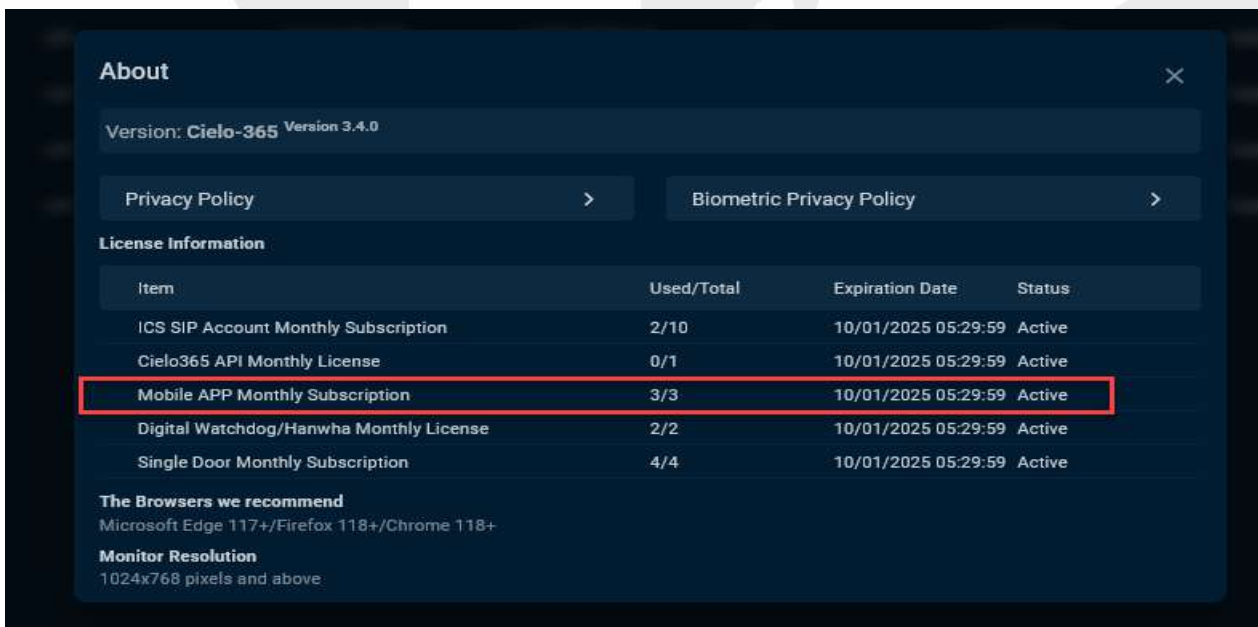 About
Version: Cielo-365 Version 3.4.0
Privacy Policy Biometric Privacy Policy
License Information
Item Used/Total Expiration Date Status
ICS SIP Account Monthly Subscription 2/10 10/01/2025 05:29:59 Active
Cielo365 API Monthly License 0/1 10/01/2025 05:29:59 Active
Mobile APP Monthly Subscription 3/3 10/01/2025 05:29:59 Active
Digital Watchdog/Hanwha Monthly License 2/2 10/01/2025 05:29:59 Active
Single Door Monthly Subscription 4/4 10/01/2025 05:29:59 Active
The Browsers we recommend
Microsoft Edge 117+/Firefox 118+/Chrome 118+
Monitor Resolution
1024x768 pixels and above